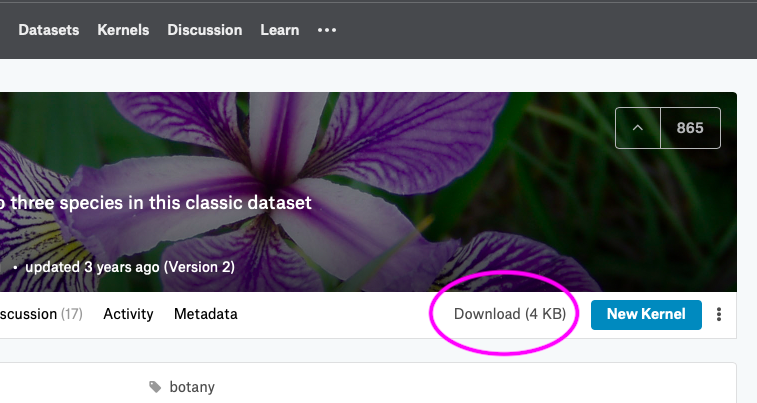 Datasets Kernels Discussion Learn
865
three species in this classic dataset
• updated 3 years ago (Version 2)
scussion (17) Activity Metadata Download (4 KB) New Kernel
botany